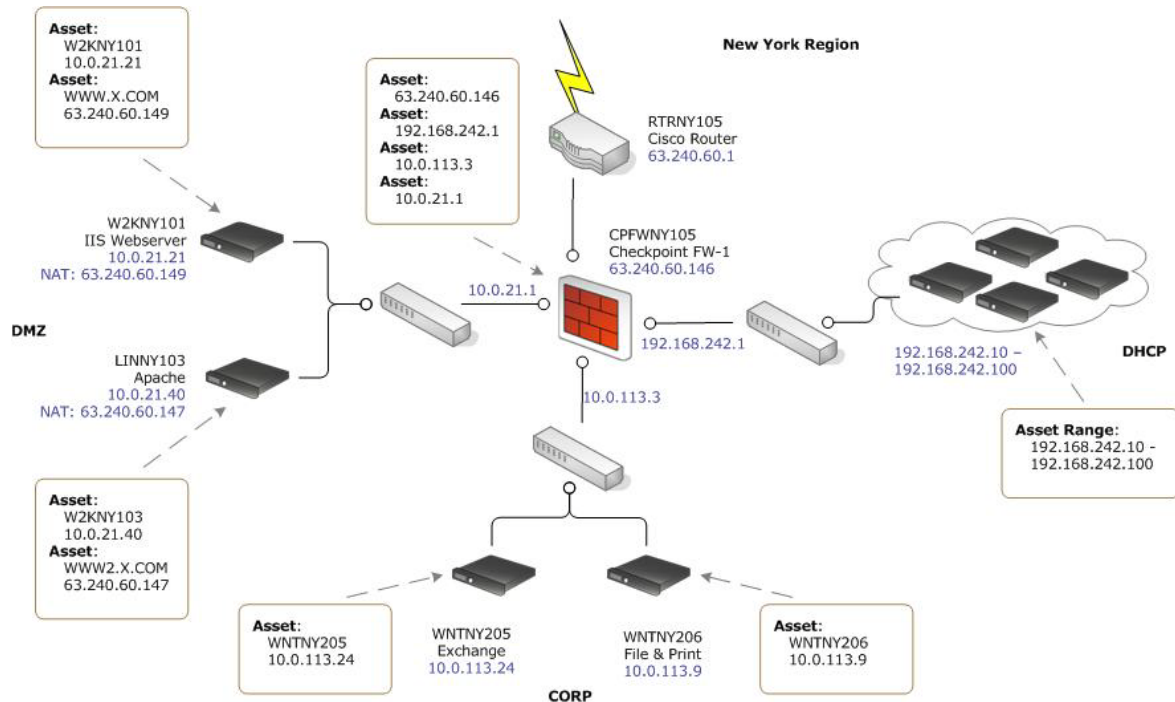 Asset:
W2KNY101
10.0.21.21
Asset:
WWW.X.COM
63.240.60.149
New York Region
Asset:
63.240.60.146
Asset:
192.168.242.1
Asset:
10.0.113.3
Asset:
10.0.21.1
RTRNY105
Cisco Router
63.240.60.1
W2KNY101
IIS Webserver
10.0.21.21
NAT: 63.240.60.149
CPFWNY105
Checkpoint FW-1
63.240.60.146
10.0.21.1
DMZ
192.168.242.1
192.168.242.10 –
192.168.242.100
DHCP
LINNY103
Apache
10.0.21.40
NAT: 63.240.60.147
10.0.113.3
Asset Range:
192.168.242.10 -
192.168.242.100
Asset:
W2KNY103
10.0.21.40
Asset:
WWW2.X.COM
63.240.60.147
Asset:
WNTNY205
10.0.113.24
WNTNY205
Exchange
10.0.113.24
WNTNY206
File & Print
10.0.113.9
Asset:
WNTNY206
10.0.113.9
CORP